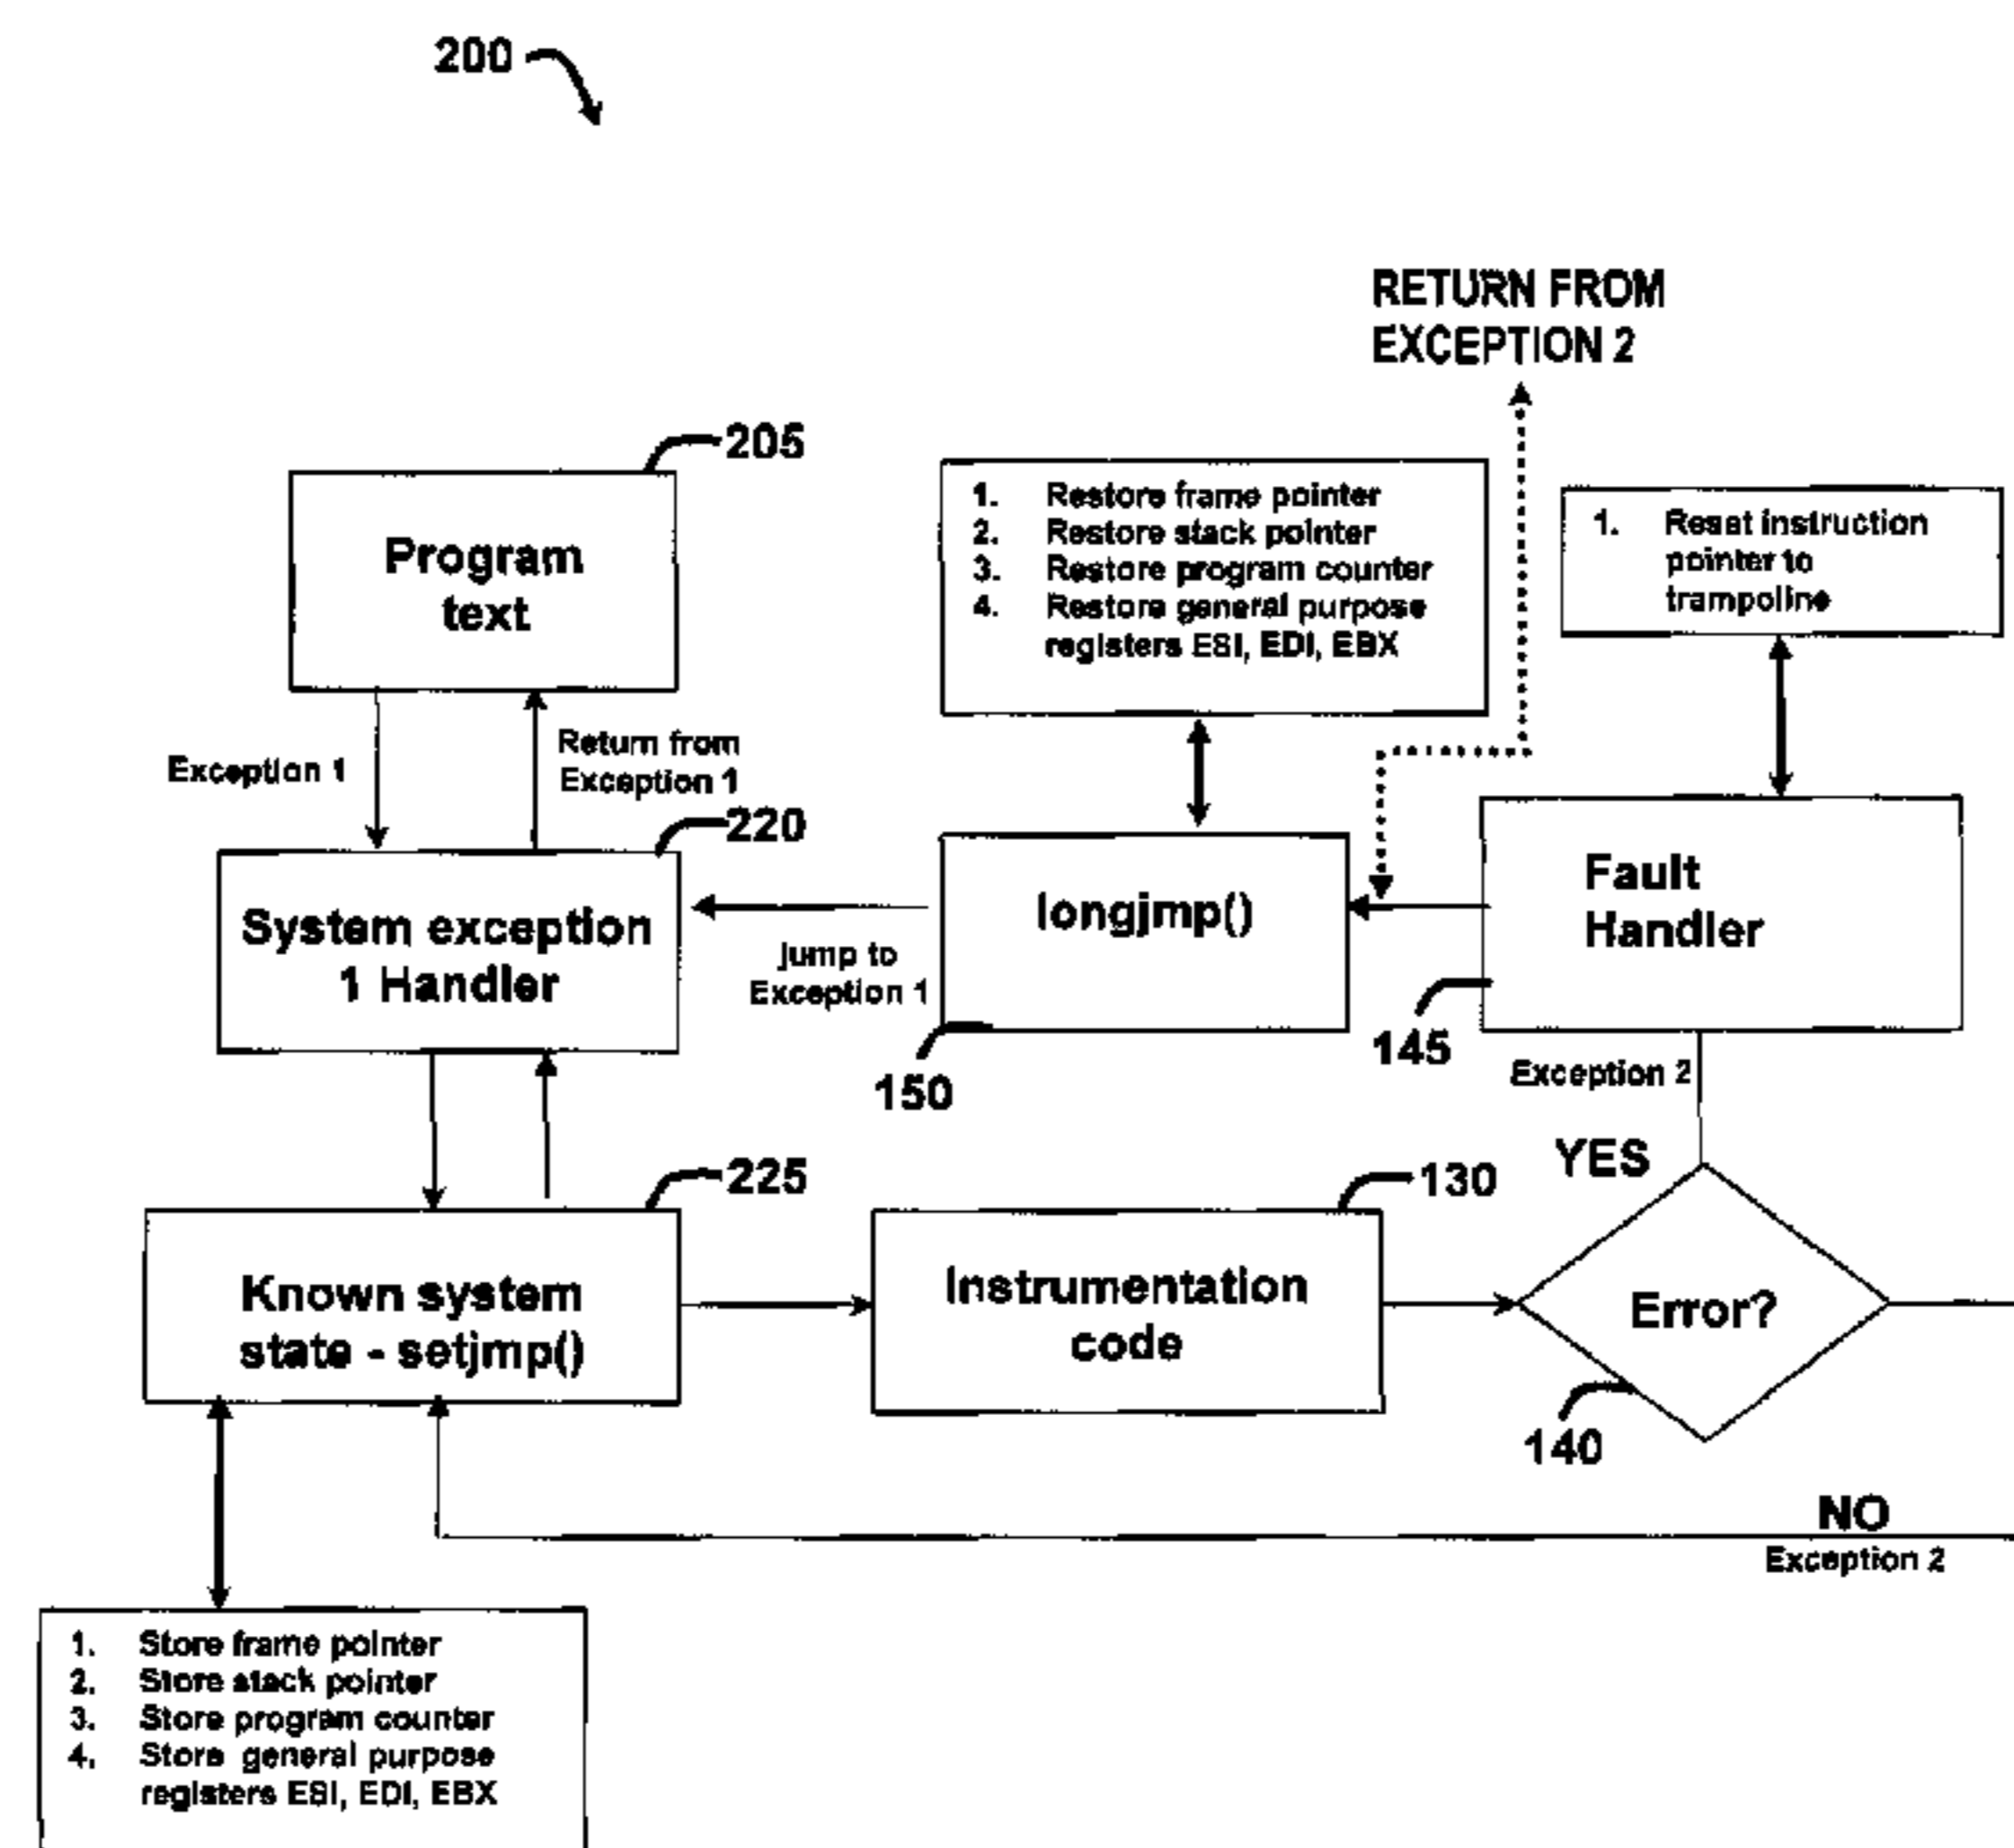 200
RETURN FROM
EXCEPTION 2
205
Program
text
1. Restore frame pointer
2. Restore stack pointer
3. Restore program counter
4. Restore general purpose
registers ESI, EDI, EBX
1. Reset instruction
pointer to
trampoline
Exception 1
Return from
Exception 1
220
System exception
1 Handler
jump to
Exception 1
longjmp()
150
Fault
Handler
145
Exception 2
YES
225
Known system
state - setjmp()
130
Instrumentation
code
Error?
140
NO
Exception 2
1. Store frame pointer
2. Store stack pointer
3. Store program counter
4. Store general purpose
registers ESI, EDI, EBX